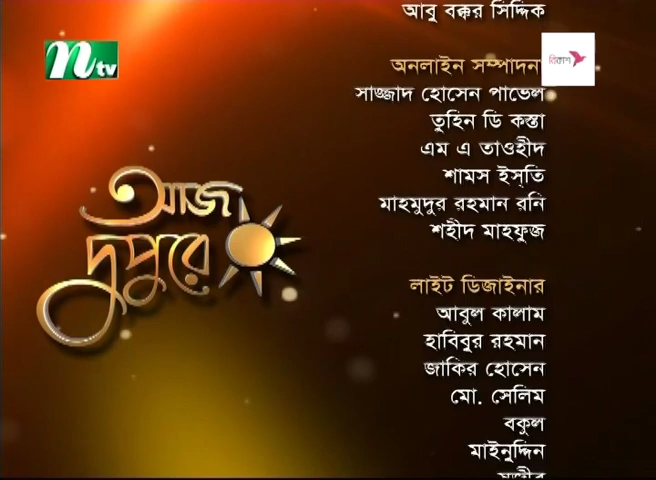 আবু বক্কর সিদ্দিক
Ntv
অনলাইন সম্পাদনা
বিকাশ
সাজ্জাদ হোসেন পাভেল
তুহিন ডি কস্তা
এম এ তাওহীদ
শামস ইস্‌তি
মাহমুদুর রহমান রনি
শহীদ মাহফুজ
আজ
দুপুরে
লাইট ডিজাইনার
আবুল কালাম
হাবিবুর রহমান
জাকির হোসেন
মো. সেলিম
বকুল
মাইনুদ্দিন